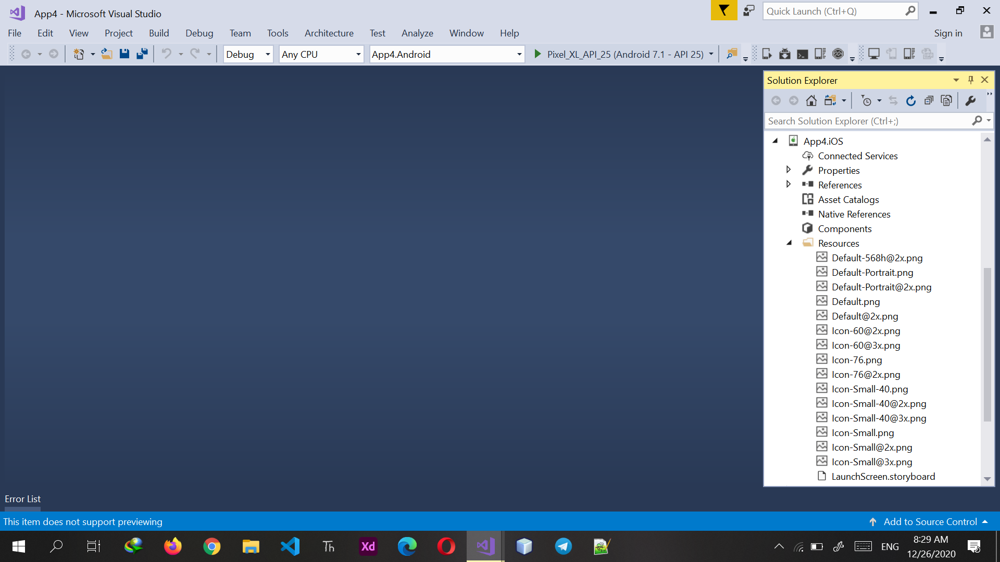 App4 - Microsoft Visual Studio
Quick Launch (Ctrl+Q)
File Edit View Project Build Debug Team Tools Architecture Test Analyze Window Help
Sign in
Debug Any CPU App4.Android Pixel_XL_API_25 (Android 7.1 - API 25)
Solution Explorer
Search Solution Explorer (Ctrl+;)
App4.iOS
Connected Services
Properties
References
Asset Catalogs
Native References
Components
Resources
Default-568h@2x.png
Default-Portrait.png
Default-Portrait@2x.png
Default.png
Default@2x.png
Icon-60@2x.png
Icon-60@3x.png
Icon-76.png
Icon-76@2x.png
Icon-Small-40.png
Icon-Small-40@2x.png
Icon-Small-40@3x.png
Icon-Small.png
Icon-Small@2x.png
Icon-Small@3x.png
LaunchScreen.storyboard
Error List
This item does not support previewing
Add to Source Control
Th
Xd
ENG
8:29 AM
12/26/2020